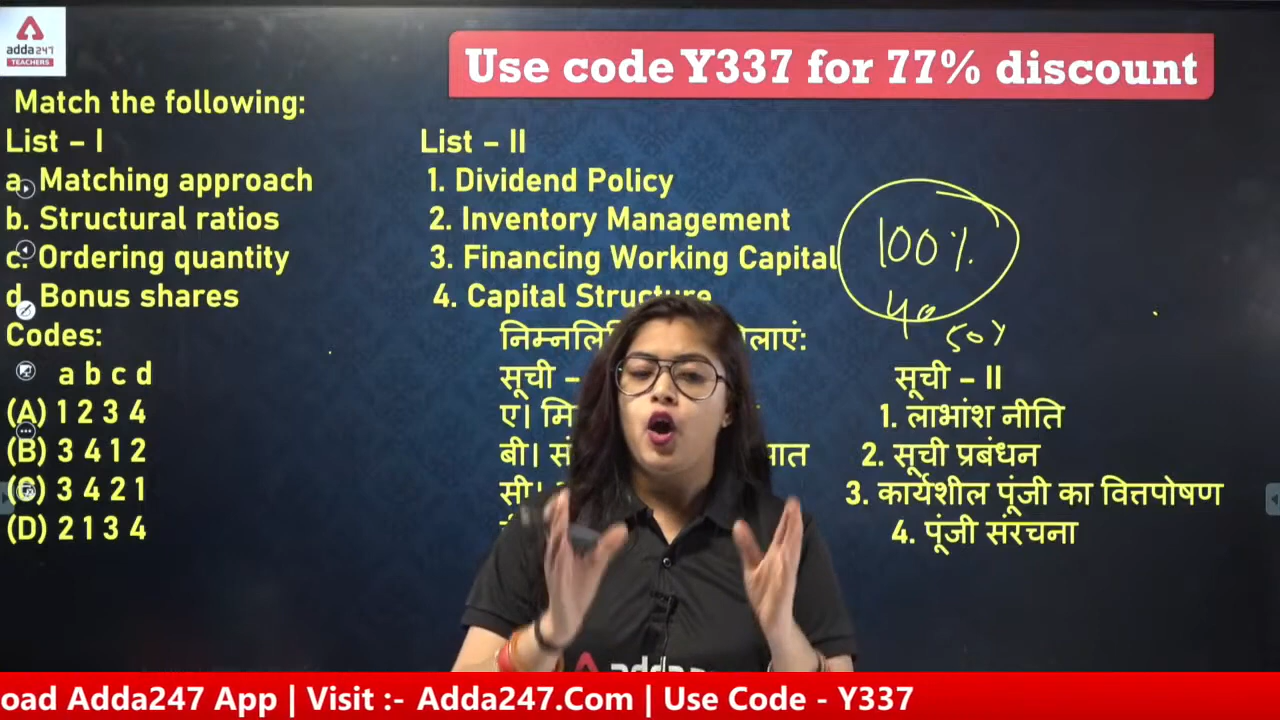 adda247
TEACHERS
Use code Y337 for 77% discount
Match the following:
List – I
List – II
a. Matching approach
1. Dividend Policy
b. Structural ratios
2. Inventory Management
c. Ordering quantity
3. Financing Working Capital
d. Bonus shares
4. Capital Structure
100%
40
50%
Codes:
a b c d
(A) 1 2 3 4
(B) 3 4 1 2
(C) 3 4 2 1
(D) 2 1 3 4
सूची –
सूची – II
ए।
1. लाभांश नीति
बी।
2. सूची प्रबंधन
सी।
3. कार्यशील पूंजी का वित्तपोषण
4. पूंजी संरचना
oad Adda247 App | Visit :- Adda247.Com | Use Code - Y337